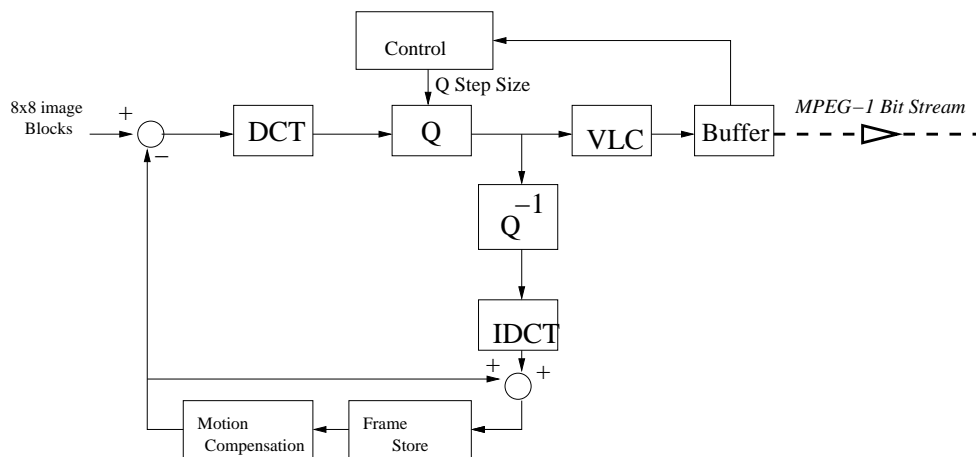 Control
Q Step Size
8x8 image
Blocks
+
−
DCT
Q
VLC
Buffer
MPEG−1 Bit Stream
Q−1
IDCT
+ +
Motion
Compensation
Frame
Store